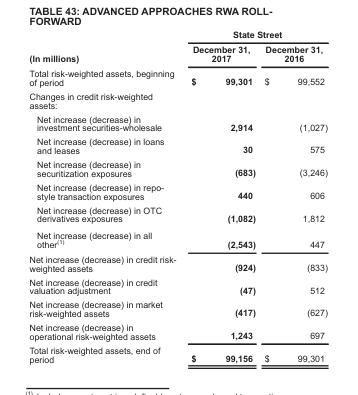 TABLE 43: ADVANCED APPROACHES RWA ROLL-
FORWARD
State Street
(In millions)
December 31,
2017
December 31,
2016
Total risk-weighted assets, beginning
of period $ 99,301 $ 99,552
Changes in credit risk-weighted
assets:
Net increase (decrease) in
investment securities-wholesale 2,914 (1,027)
Net increase (decrease) in loans
and leases 30 575
Net increase (decrease) in
securitization exposures (683) (3,246)
Net increase (decrease) in repo-
style transaction exposures 440 606
Net increase (decrease) in OTC
derivatives exposures (1,082) 1,812
Net increase (decrease) in all
other(1) (2,543) 447
Net increase (decrease) in credit risk-
weighted assets (924) (833)
Net increase (decrease) in credit
valuation adjustment (47) 512
Net increase (decrease) in market
risk-weighted assets (417) (627)
Net increase (decrease) in
operational risk-weighted assets 1,243 697
Total risk-weighted assets, end of
period $ 99,156 $ 99,301